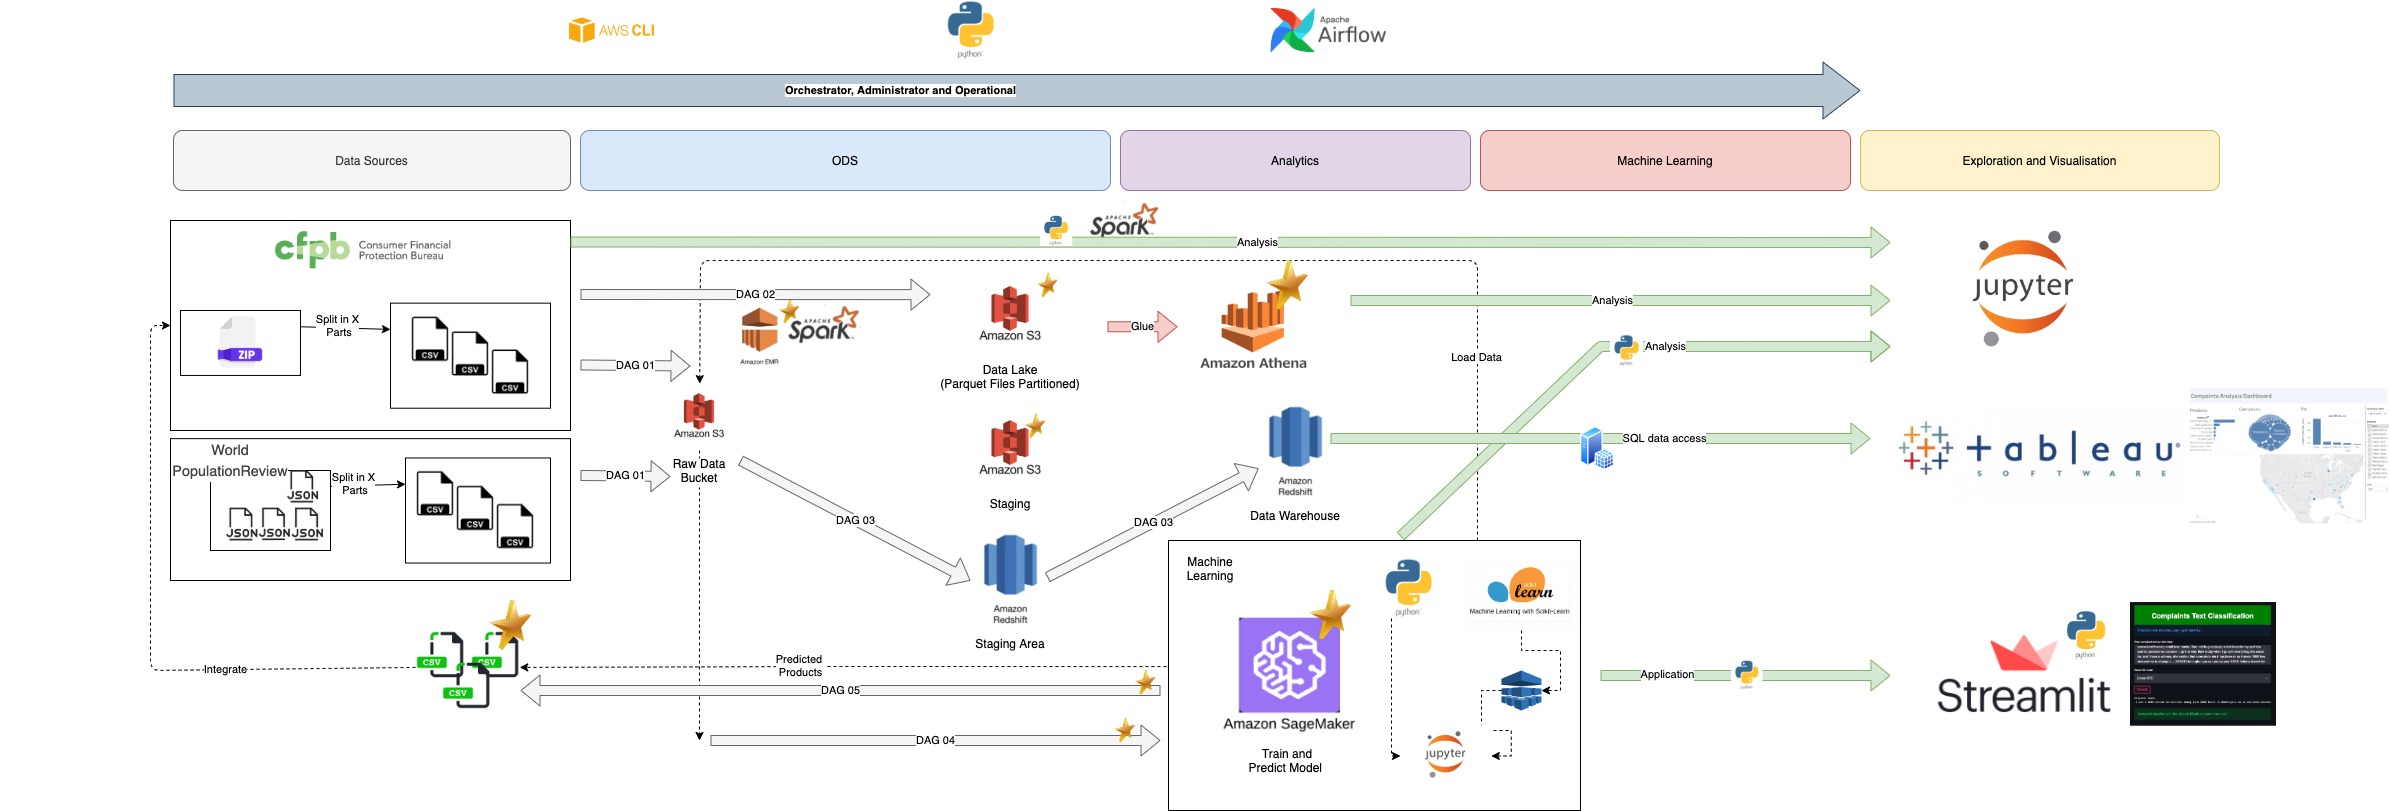 AWS CLI
python
Apache
Airflow
Orchestrator, Administrator and Operational
Data Sources
ODS
Analytics
Machine Learning
Exploration and Visualisation
cfpb
Consumer Financial
Protection Bureau
ZIP
Split in X
Parts
CSV
CSV
CSV
World
PopulationReview
JSON
JSON
JSON
JSON
Split in X
Parts
CSV
CSV
CSV
python
APACHE
Spark
Analysis
DAG 02
Amazon EMR
APACHE
Spark
DAG 01
DAG 01
Amazon S3
Raw Data
Bucket
Amazon S3
Data Lake
(Parquet Files Partitioned)
Glue
Amazon Athena
Analysis
Load Data
python
Analysis
Amazon S3
Staging
Amazon
Redshift
Data Warehouse
SQL data access
DAG 03
DAG 03
Amazon
Redshift
Staging Area
jupyter
+ableau
SOFTWARE
Compaints Analysis Dashboard
Machine
Learning
python
learn
Machine Learning with Scikit-Learn
Amazon SageMaker
Train and
Predict Model
jupyter
CSV
CSV
CSV
Integrate
Predicted
Products
DAG 05
DAG 04
Application
python
python
Streamlit
Complaints Text Classification